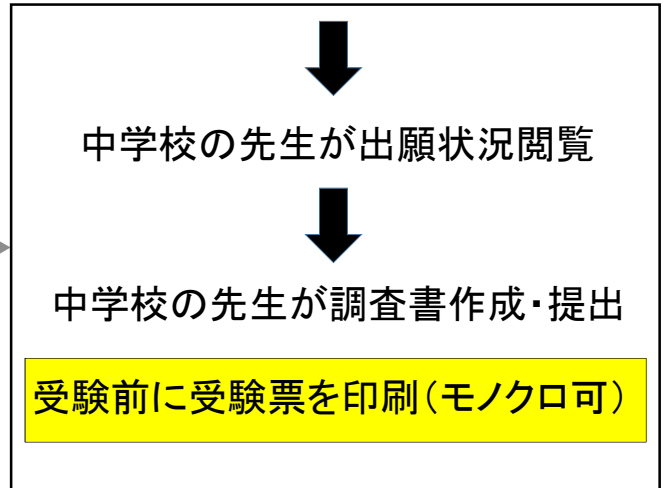 中学校の先生が出願状況閲覧
中学校の先生が調査書作成・提出
受験前に受験票を印刷（モノクロ可）